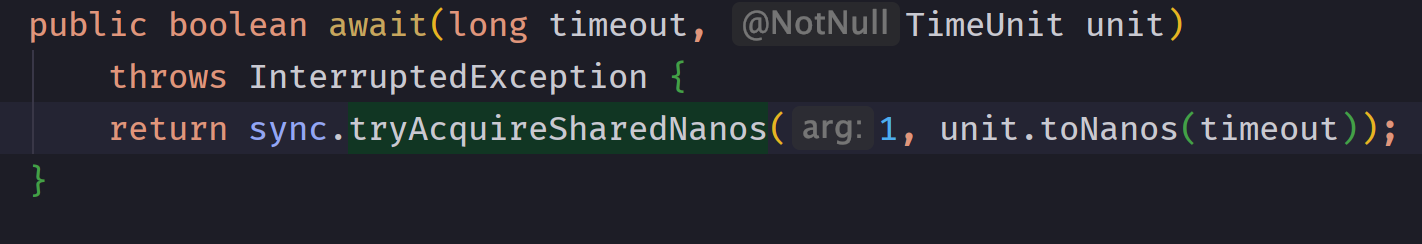 public boolean await(long timeout, @NotNull TimeUnit unit)
throws InterruptedException {
return sync.tryAcquireSharedNanos( arg: 1, unit.toNanos(timeout));
}